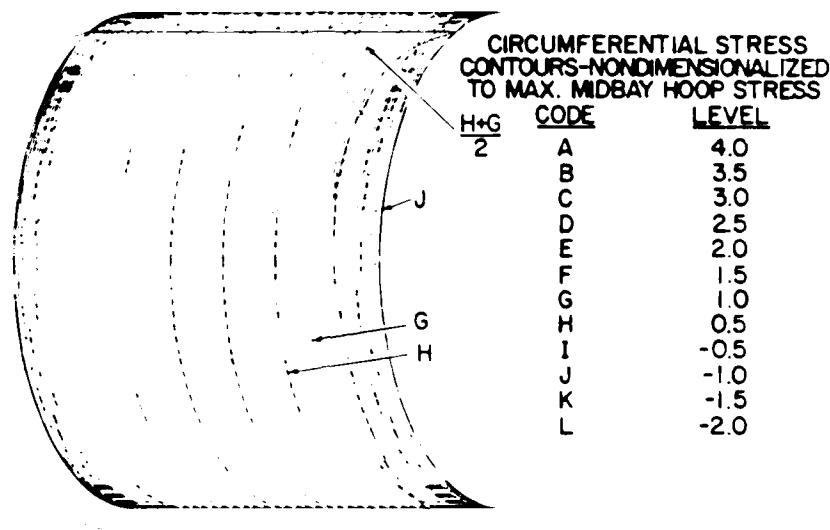 CIRCUMFERENTIAL STRESS
CONTOURS-NONDIMENSIONALIZED
TO MAX. MIDBAY HOOP STRESS
CODE LEVEL
A 4.0
B 3.5
C 3.0
D 2.5
E 2.0
F 1.5
G 1.0
H 0.5
I -0.5
J -1.0
K -1.5
L -2.0
H+G
2
J
G
H